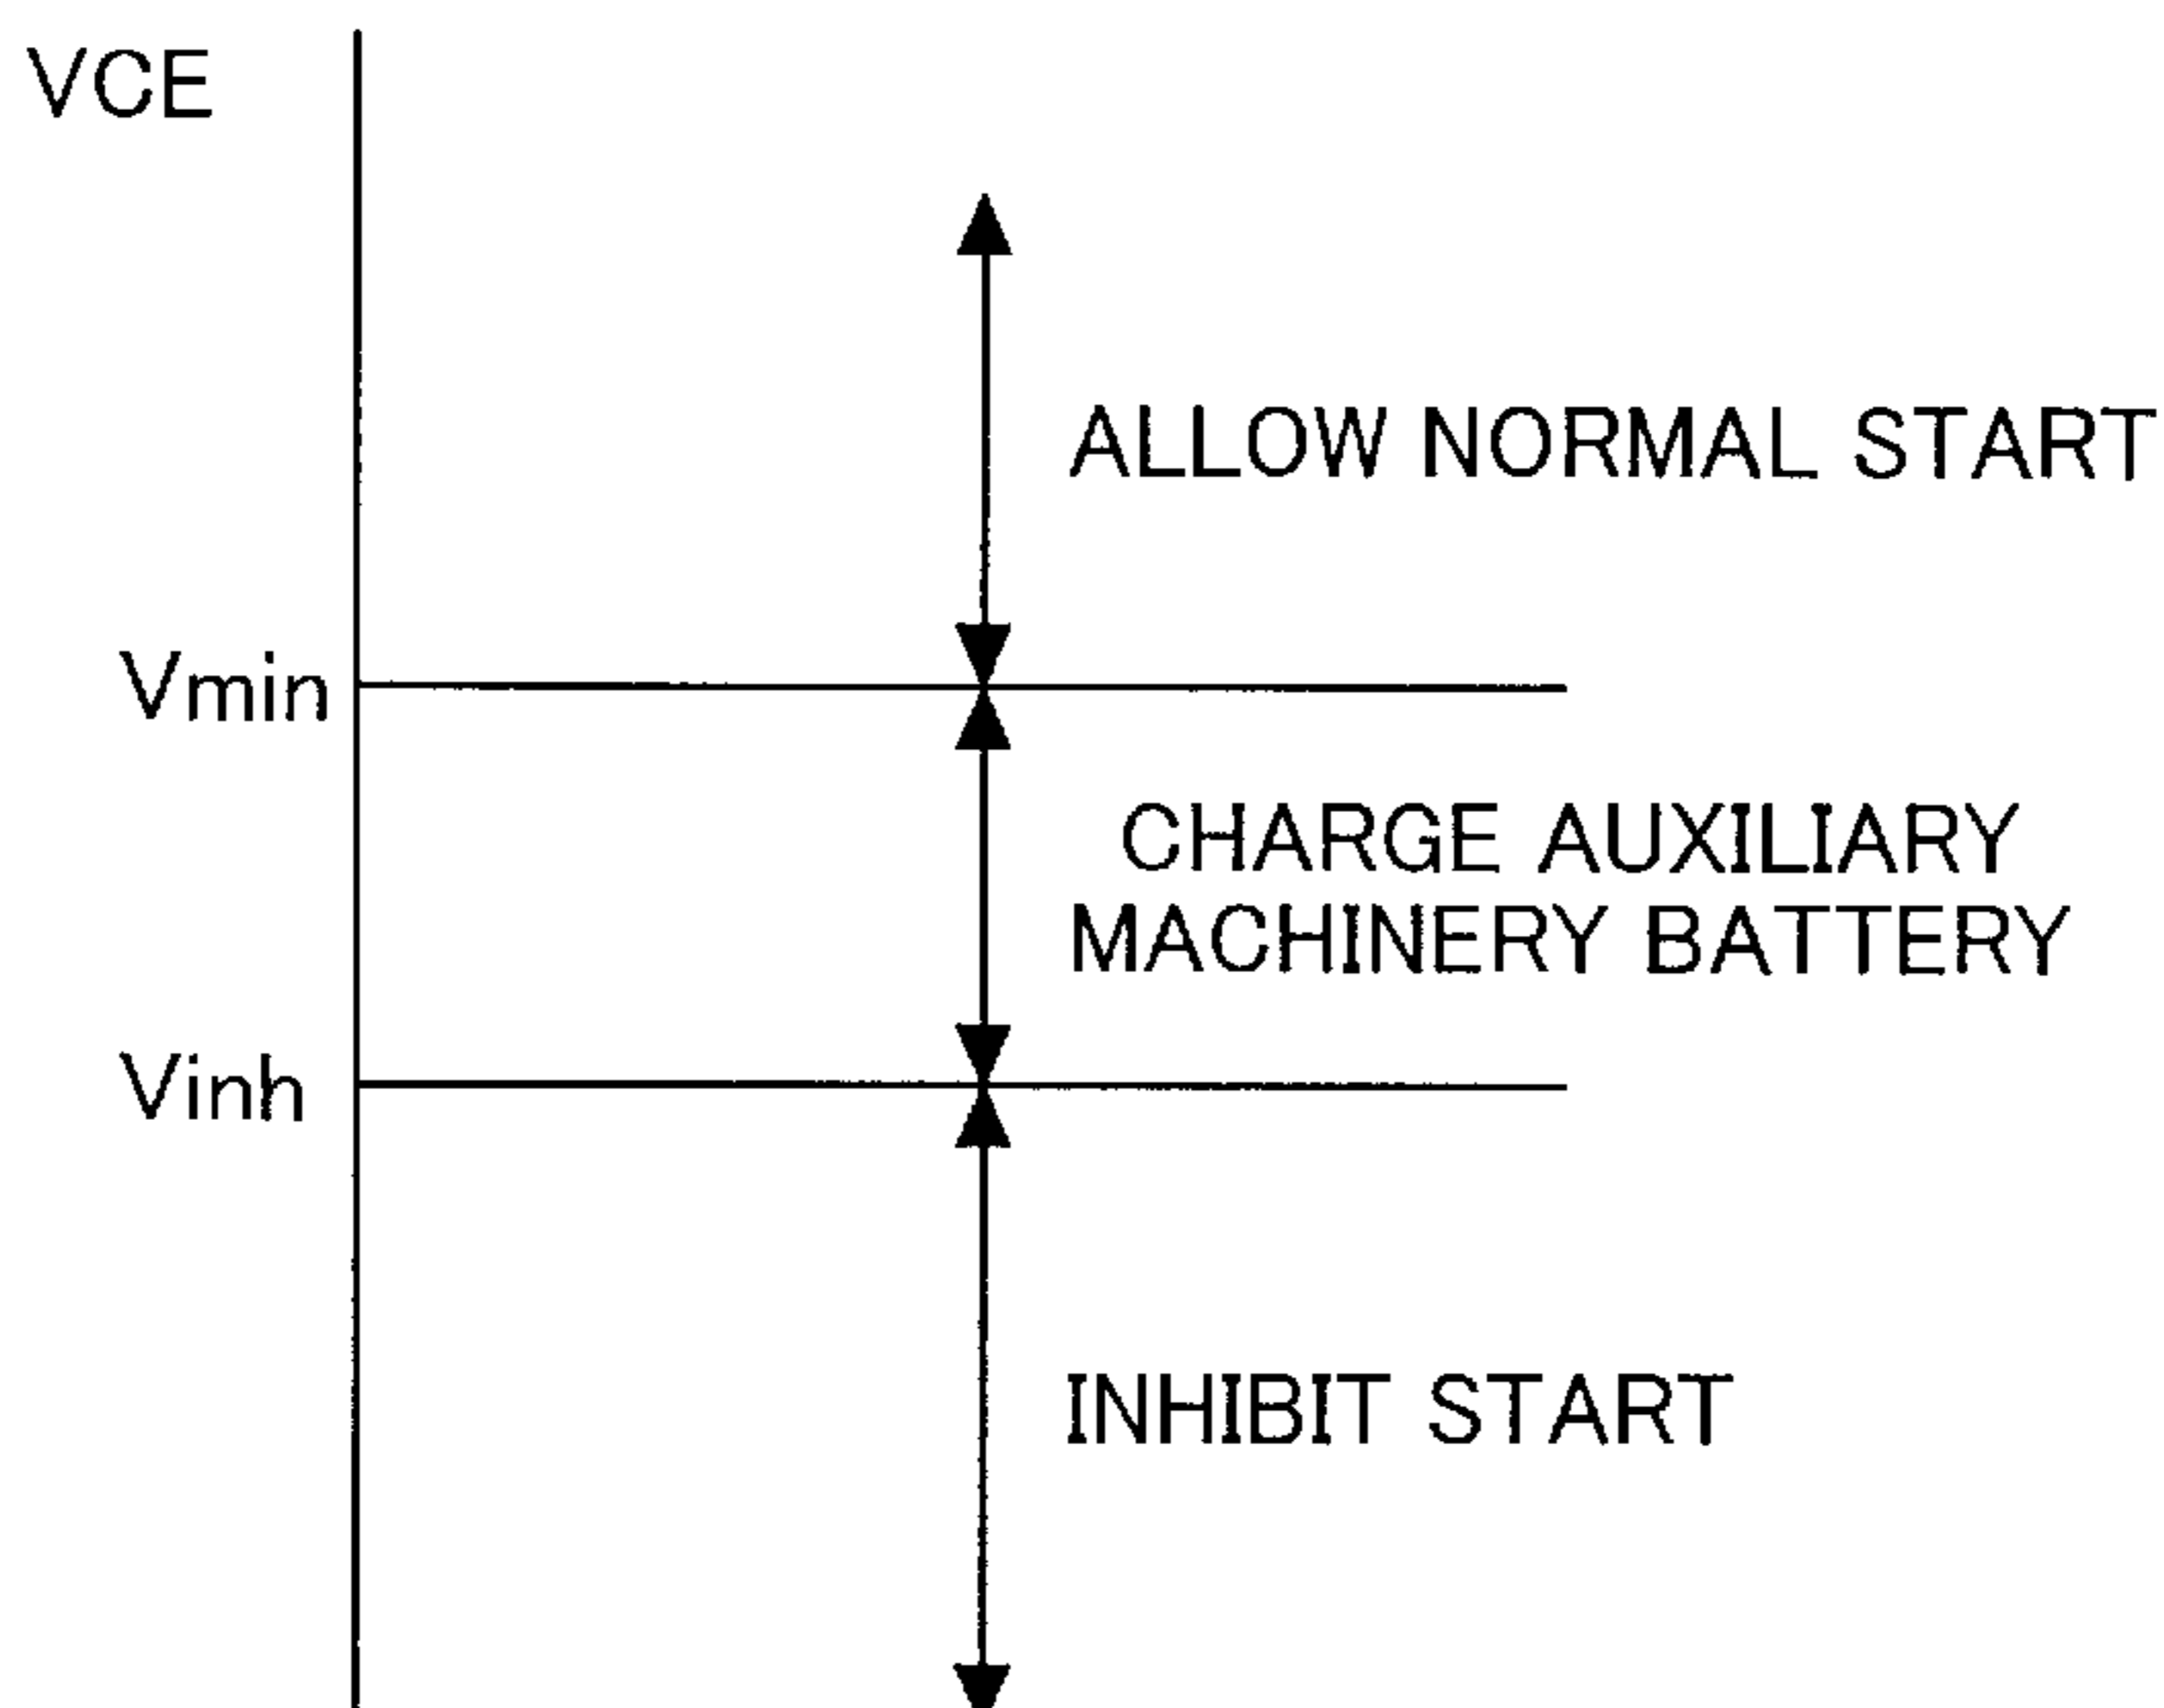 VCE
ALLOW NORMAL START
Vmin
CHARGE AUXILIARY
MACHINERY BATTERY
Vinh
INHIBIT START